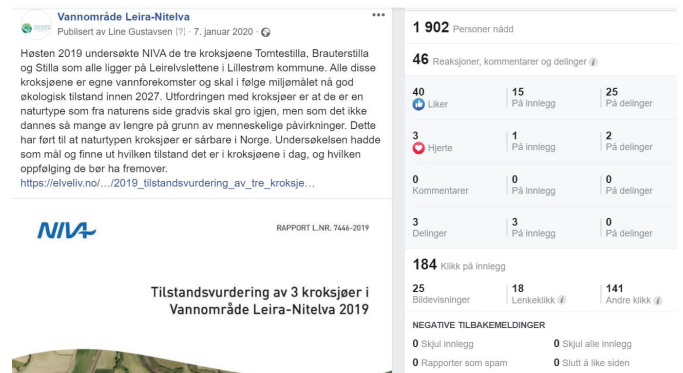 Vannområde Leira-Nitelva
Publisert av Line Gustavsen [?] · 7. januar 2020 ·
Høsten 2019 undersøkte NIVA de tre kroksjøene Tomtestilla, Brauterstilla
og Stilla som alle ligger på Leirelvslettene i Lillestrøm kommune. Alle disse
kroksjøene er egne vannforekomster og skal i følge miljømålet nå god
økologisk tilstand innen 2027. Utfordringen med kroksjøer er at de er en
naturtype som fra naturens side gradvis skal gro igjen, men som det ikke
dannes så mange av lengre på grunn av menneskelige påvirkninger. Dette
har ført til at naturtypen kroksjøer er sårbare i Norge. Undersøkelsen hadde
som mål og finne ut hvilken tilstand det er i kroksjøene i dag, og hvilken
oppfølging de bør ha fremover.
https://elveliv.no/…/2019_tilstandsvurdering_av_tre_kroksje…
NIVA
RAPPORT L.NR. 7446-2019
Tilstandsvurdering av 3 kroksjøer i
Vannområde Leira-Nitelva 2019
1 902 Personer nådd
46 Reaksjoner, kommentarer og delinger
40 15 25
Liker På innlegg På delinger
3 1 2
Hjerte På innlegg På delinger
0 0 0
Kommentarer På innlegg På delinger
3 3 0
Delinger På innlegg På delinger
184 Klikk på innlegg
25 18 141
Bildevisninger Lenkeklikk Andre klikk
NEGATIVE TILBAKEMELDINGER
0 Skjul innlegg 0 Skjul alle innlegg
0 Rapporter som spam 0 Slutt å like siden